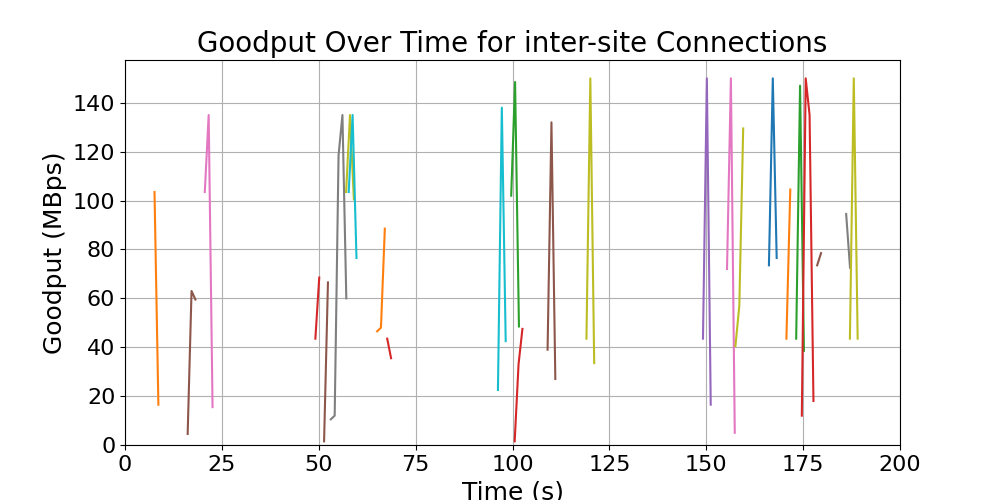 Goodput Over Time for inter-site Connections
Goodput (MBps)
140
120
100
80
60
40
20
0
0 25 50 75 100 125 150 175 200
Time (s)